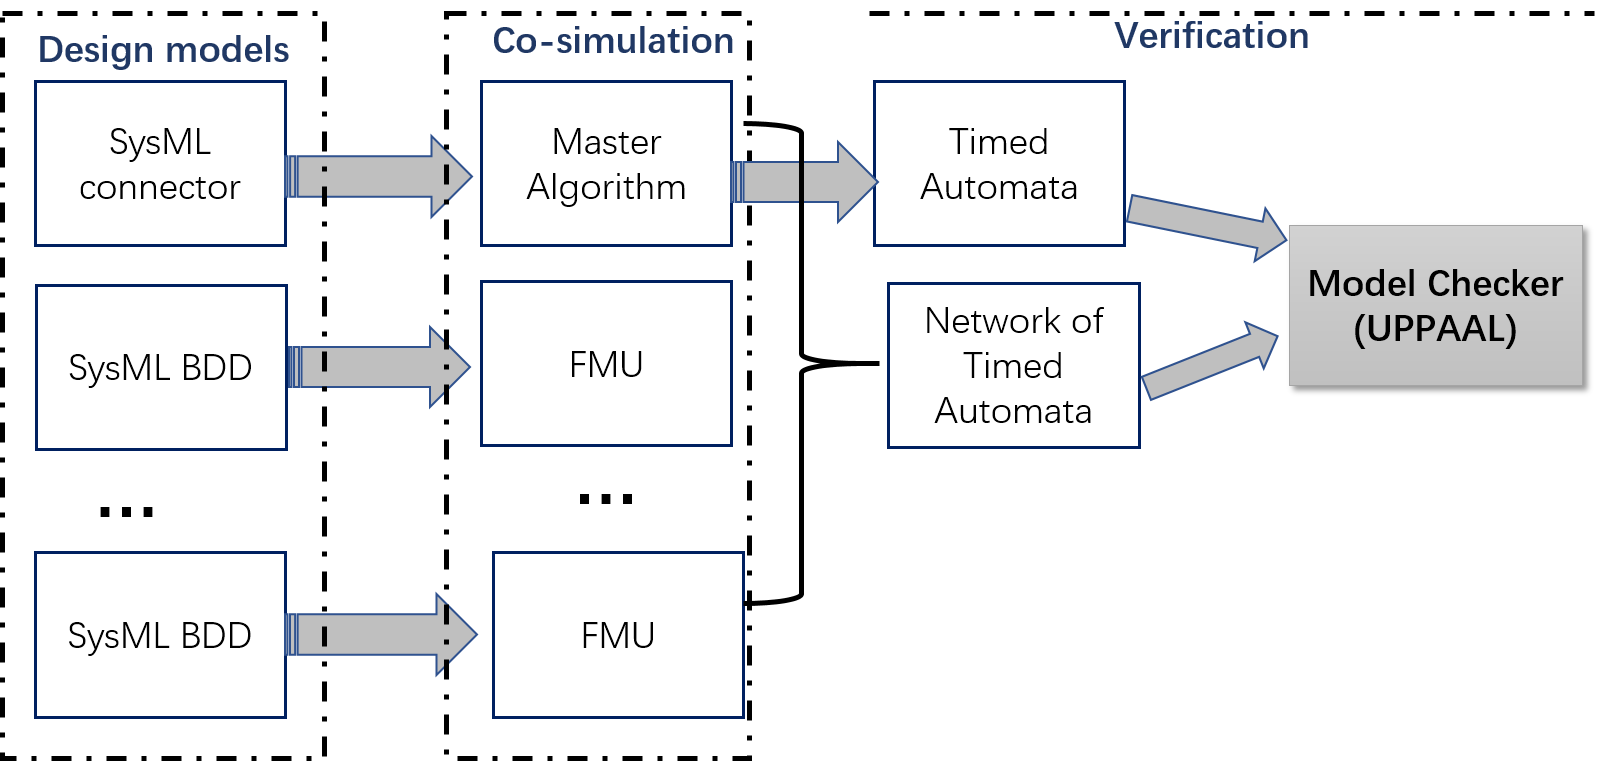 Design models
SysML
connector
SysML BDD
...
SysML BDD
Co-simulation
Master
Algorithm
FMU
...
FMU
Verification
Timed
Automata
Network of
Timed
Automata
Model Checker
(UPPAAL)